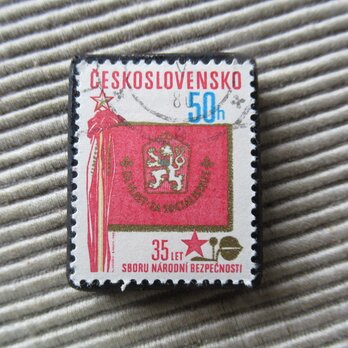 ČESKOSLOVENSKO
50h
35 LET
SBORU NÁRODNÍ BEZPEČNOSTI